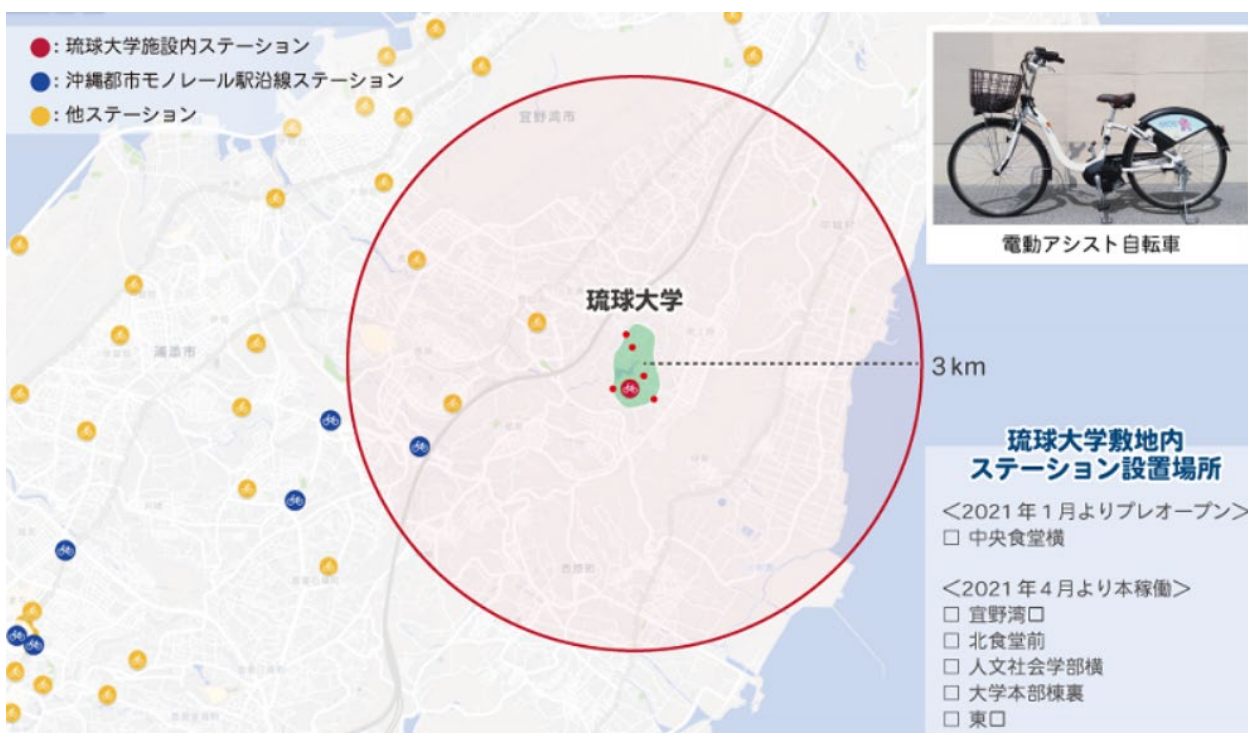 : 琉球大学施設内ステーション
: 沖縄都市モノレール駅沿線ステーション
: 他ステーション
宜野湾市
電動アシスト自転車
中城村
琉球大学
浦添市
3km
琉球大学敷地内
ステーション設置場所
＜2021年1月よりプレオープン＞
□ 中央食堂横
＜2021年4月より本稼働＞
□ 宜野湾口
□ 北食堂前
□ 人文社会学部横
□ 大学本部棟裏
□ 東口
西原町